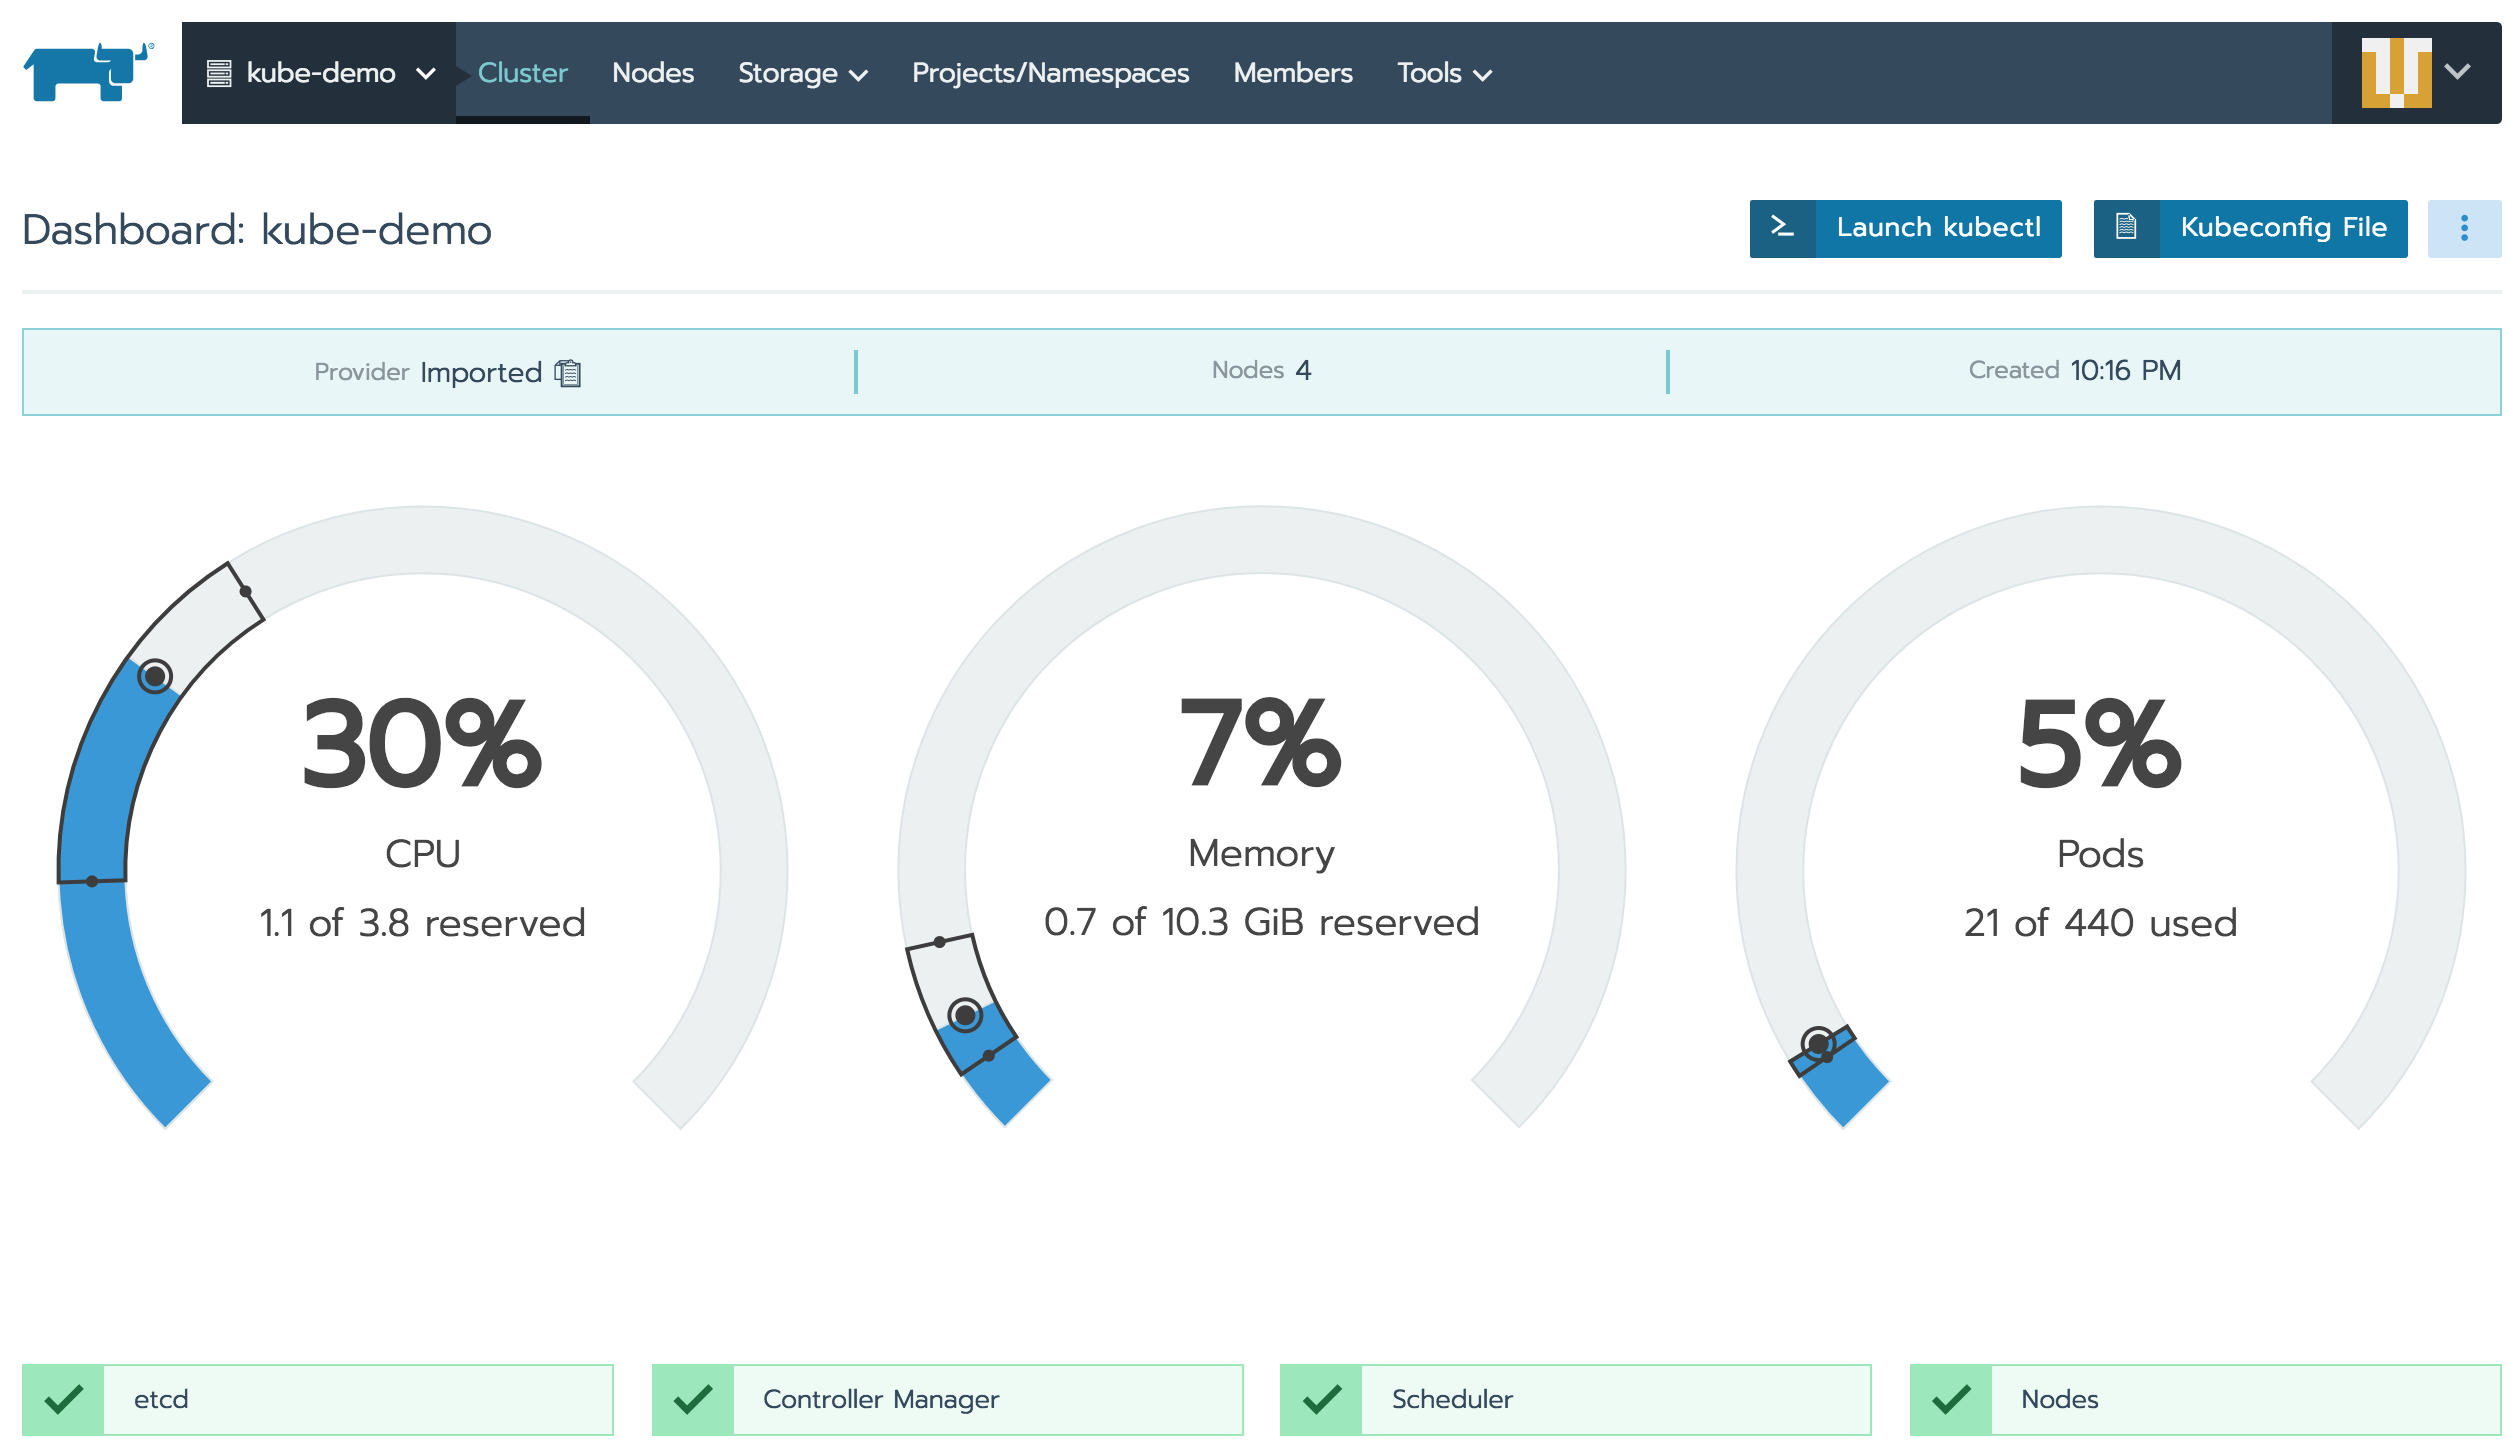 kube-demo Cluster Nodes Storage Projects/Namespaces Members Tools
Dashboard: kube-demo Launch kubectl Kubeconfig File
Provider Imported Nodes 4 Created 10:16 PM
30%
CPU
1.1 of 3.8 reserved
7%
Memory
0.7 of 10.3 GiB reserved
5%
Pods
21 of 440 used
etcd
Controller Manager
Scheduler
Nodes